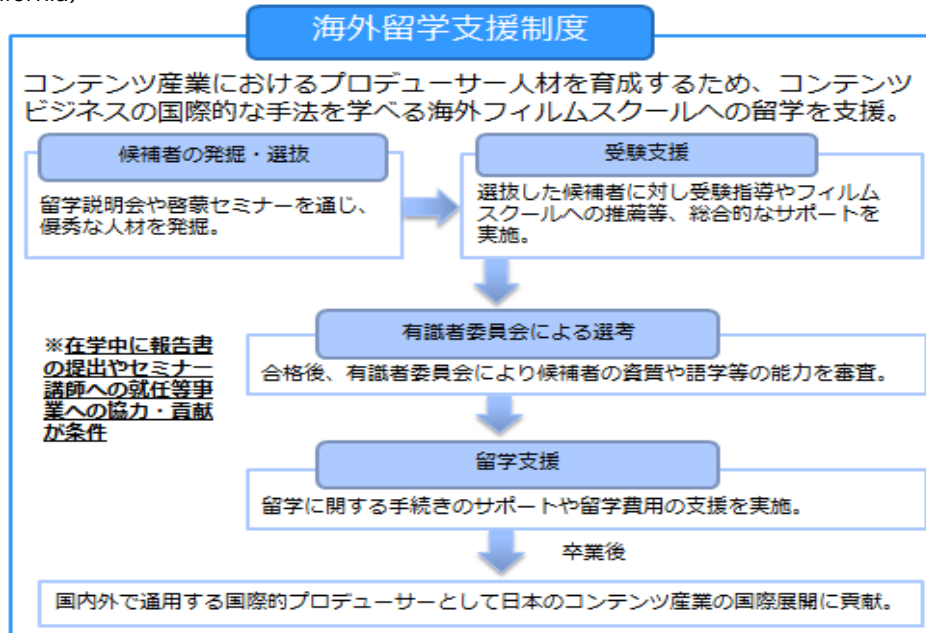 海外留学支援制度
コンテンツ産業におけるプロデューサー人材を育成するため、コンテンツ
ビジネスの国際的な手法を学べる海外フィルムスクールへの留学を支援。
候補者の発掘・選抜
留学説明会や啓蒙セミナーを通じ、
優秀な人材を発掘。
受験支援
選抜した候補者に対し受験指導やフィルム
スクールへの推薦等、総合的なサポートを
実施。
有識者委員会による選考
合格後、有識者委員会により候補者の資質や語学等の能力を審査。
※在学中に報告書
の提出やセミナー
講師への就任等事
業への協力・貢献
が条件
留学支援
留学に関する手続きのサポートや留学費用の支援を実施。
卒業後
国内外で通用する国際的プロデューサーとして日本のコンテンツ産業の国際展開に貢献。